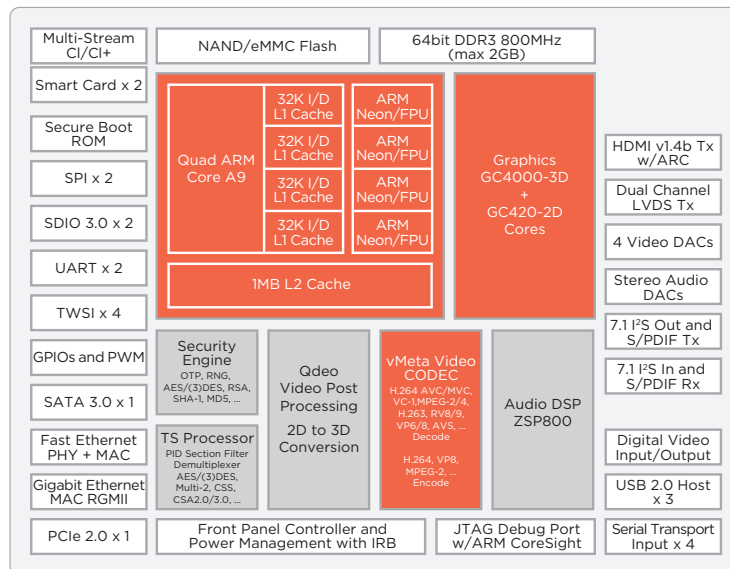 Multi-Stream
CI/CI+
NAND/eMMC Flash
64bit DDR3 800MHz
(max 2GB)
Smart Card x 2
Secure Boot
ROM
SPI x 2
SDIO 3.0 x 2
UART x 2
TWSI x 4
GPIOs and PWM
SATA 3.0 x 1
Fast Ethernet
PHY + MAC
Gigabit Ethernet
MAC RGMII
PCIe 2.0 x 1
Quad ARM
Core A9
32K I/D
L1 Cache
32K I/D
L1 Cache
32K I/D
L1 Cache
32K I/D
L1 Cache
ARM
Neon/FPU
ARM
Neon/FPU
ARM
Neon/FPU
ARM
Neon/FPU
1MB L2 Cache
Graphics
GC4000-3D
+
GC420-2D
Cores
Security
Engine
OTP, RNG,
AES/(3)DES, RSA,
SHA-1, MD5, ...
TS Processor
PID Section Filter
Demultiplexer
AES/(3)DES,
Multi-2, CSS,
CSA2.0/3.0, ...
Qdeo
Video Post
Processing
2D to 3D
Conversion
vMeta Video
CODEC
H.264 AVC/MVC,
VC-1,MPEG-2/4,
H.263, RV8/9,
VP6/8, AVS, ...
Decode
H.264, VP8,
MPEG-2, ...
Encode
Audio DSP
ZSP800
Front Panel Controller and
Power Management with IRB
JTAG Debug Port
w/ARM CoreSight
HDMI v1.4b Tx
w/ARC
Dual Channel
LVDS Tx
4 Video DACs
Stereo Audio
DACs
7.1 I²S Out and
S/PDIF Tx
7.1 I²S In and
S/PDIF Rx
Digital Video
Input/Output
USB 2.0 Host
x 3
Serial Transport
Input x 4